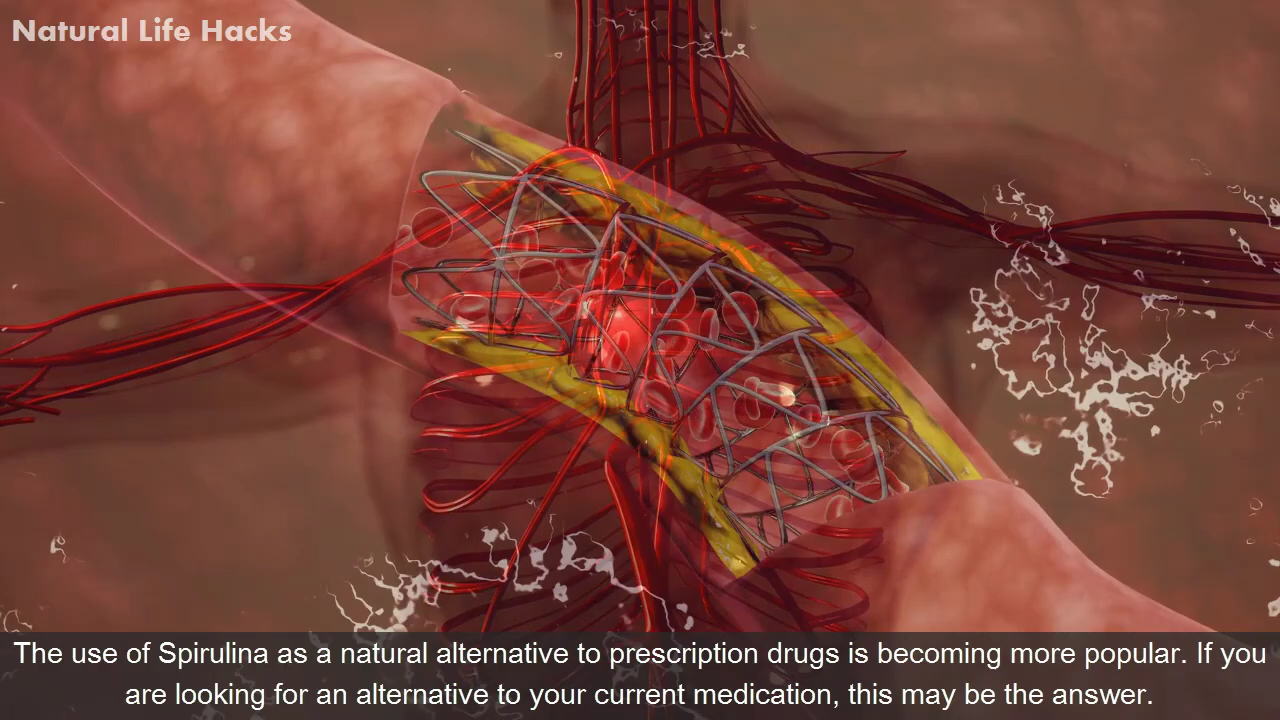 Natural Life Hacks
The use of Spirulina as a natural alternative to prescription drugs is becoming more popular. If you
are looking for an alternative to your current medication, this may be the answer.